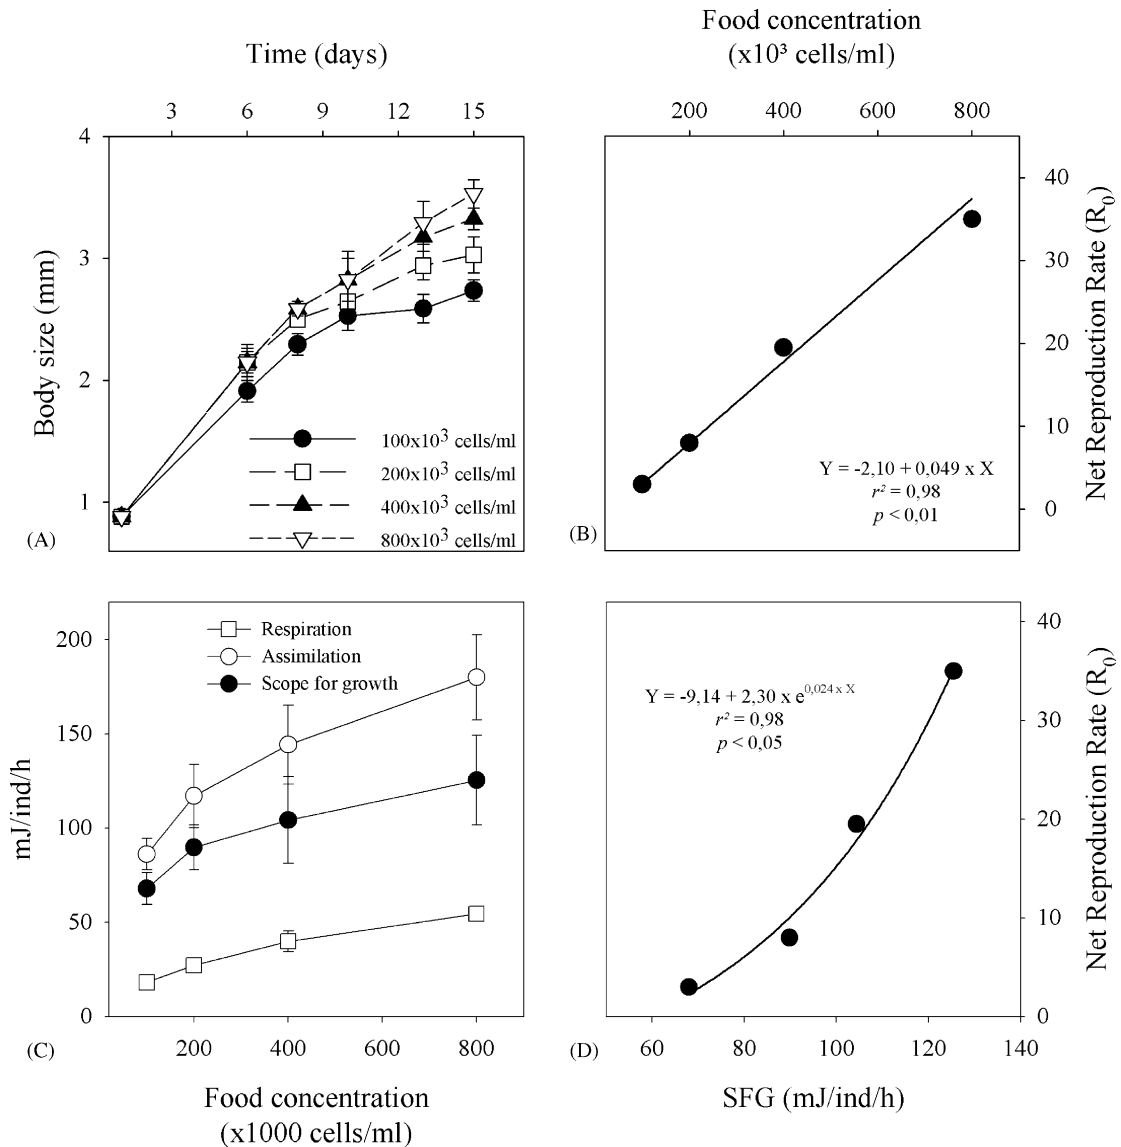 Time (days)
3 6 9 12 15
4
3
2
1
Body size (mm)
100x10³ cells/ml
200x10³ cells/ml
400x10³ cells/ml
800x10³ cells/ml
(A)
Food concentration
(x10³ cells/ml)
200 400 600 800
40
30
20
10
0
Net Reproduction Rate (R₀)
Y = -2,10 + 0,049 x X
r² = 0,98
p < 0,01
(B)
200
150
100
50
0
mJ/ind/h
Respiration
Assimilation
Scope for growth
(C)
200 400 600 800
Food concentration
(x1000 cells/ml)
40
30
20
10
0
Net Reproduction Rate (R₀)
Y = -9,14 + 2,30 x e^0,024 x X
r² = 0,98
p < 0,05
(D)
60 80 100 120 140
SFG (mJ/ind/h)